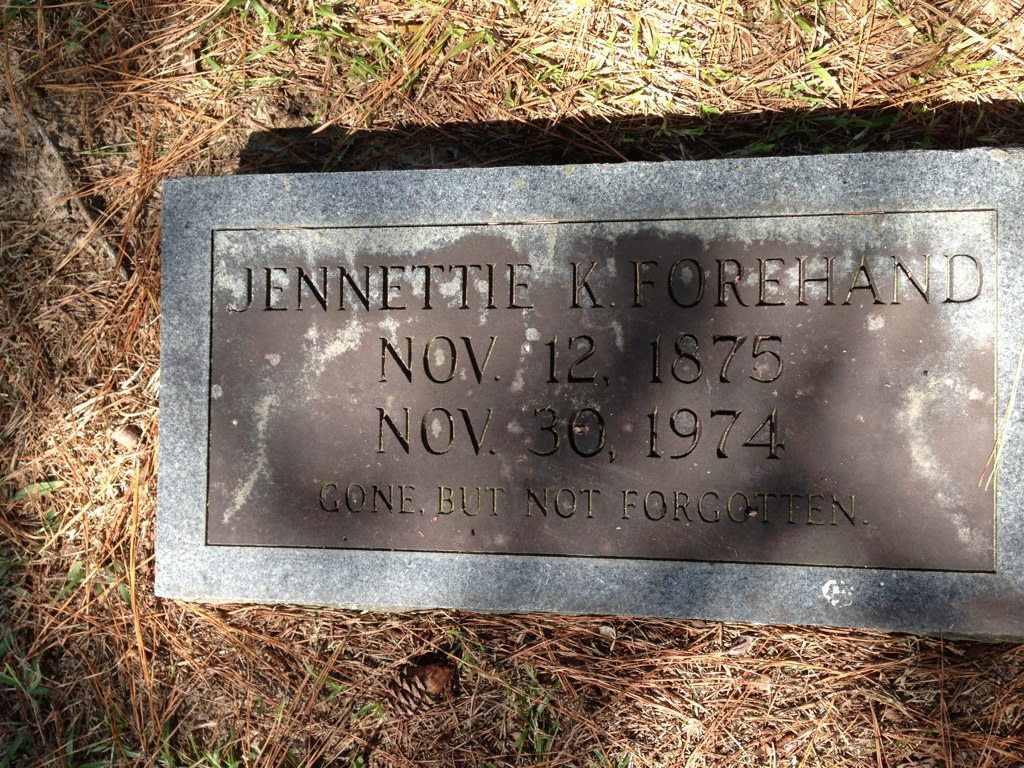 JENNETTIE K. FOREHAND
NOV. 12, 1875
NOV. 30, 1974
GONE, BUT NOT FORGOTTEN.